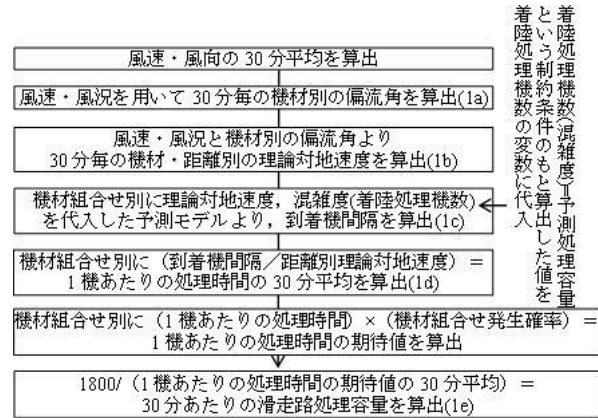 風速・風向の30分平均を算出
風速・風況を用いて30分毎の機材別の偏流角を算出(1a)
風速・風況と機材別の偏流角より
30分毎の機材・距離別の理論対地速度を算出(1b)
機材組合せ別に理論対地速度，混雑度(着陸処理機数)
を代入した予測モデルより，到着機間隔を算出(1c)
機材組合せ別に（到着機間隔／距離別理論対地速度）＝
1機あたりの処理時間の30分平均を算出(1d)
機材組合せ別に（1機あたりの処理時間）×（機材組合せ発生確率）＝
1機あたりの処理時間の期待値を算出
1800/（1機あたりの処理時間の期待値の30分平均）＝
30分あたりの滑走路処理容量を算出(1e)
着陸処理機数(混雑度)=予測処理容量
という制約条件のもと算出した値を
着陸処理機数の変数に代入